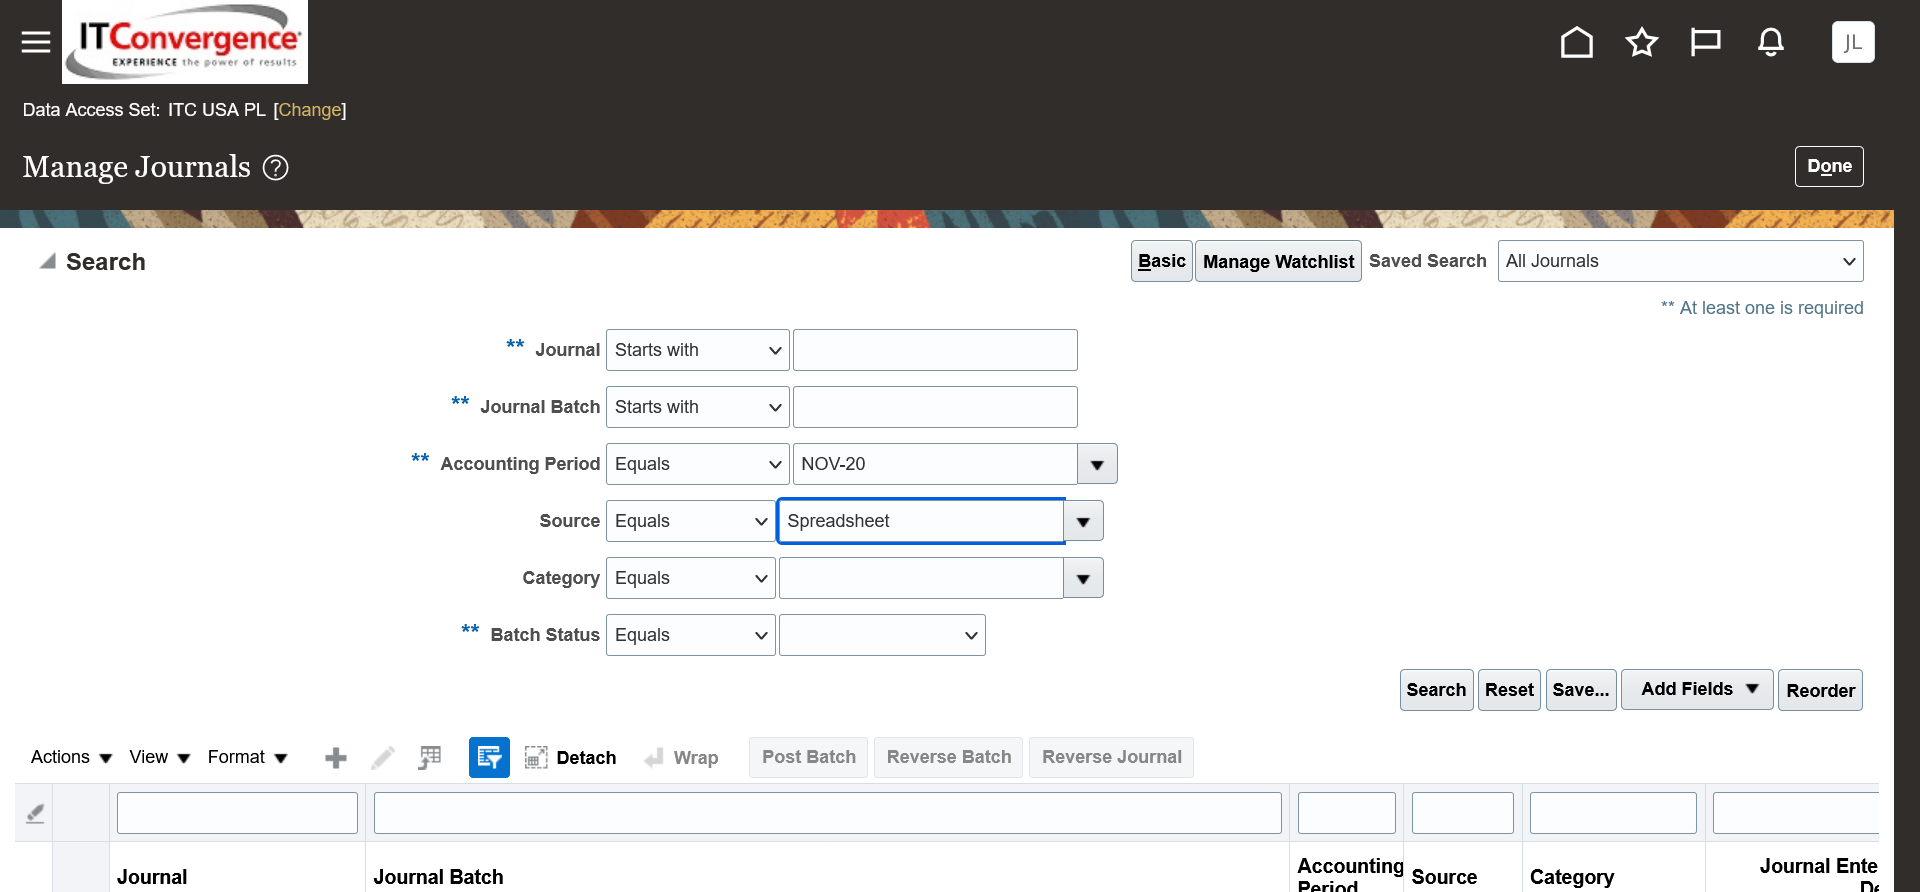 ITConvergence
EXPERIENCE the power of results
JL
Data Access Set: ITC USA PL [Change]
Manage Journals ?
Done
Search
Basic
Manage Watchlist
Saved Search
All Journals
** At least one is required
** Journal Starts with
** Journal Batch Starts with
** Accounting Period Equals NOV-20
Source Equals Spreadsheet
Category Equals
** Batch Status Equals
Search Reset Save... Add Fields Reorder
Actions View Format Detach Wrap Post Batch Reverse Batch Reverse Journal
Journal
Journal Batch
Accounting
Period
Source
Category
Journal Ente
De